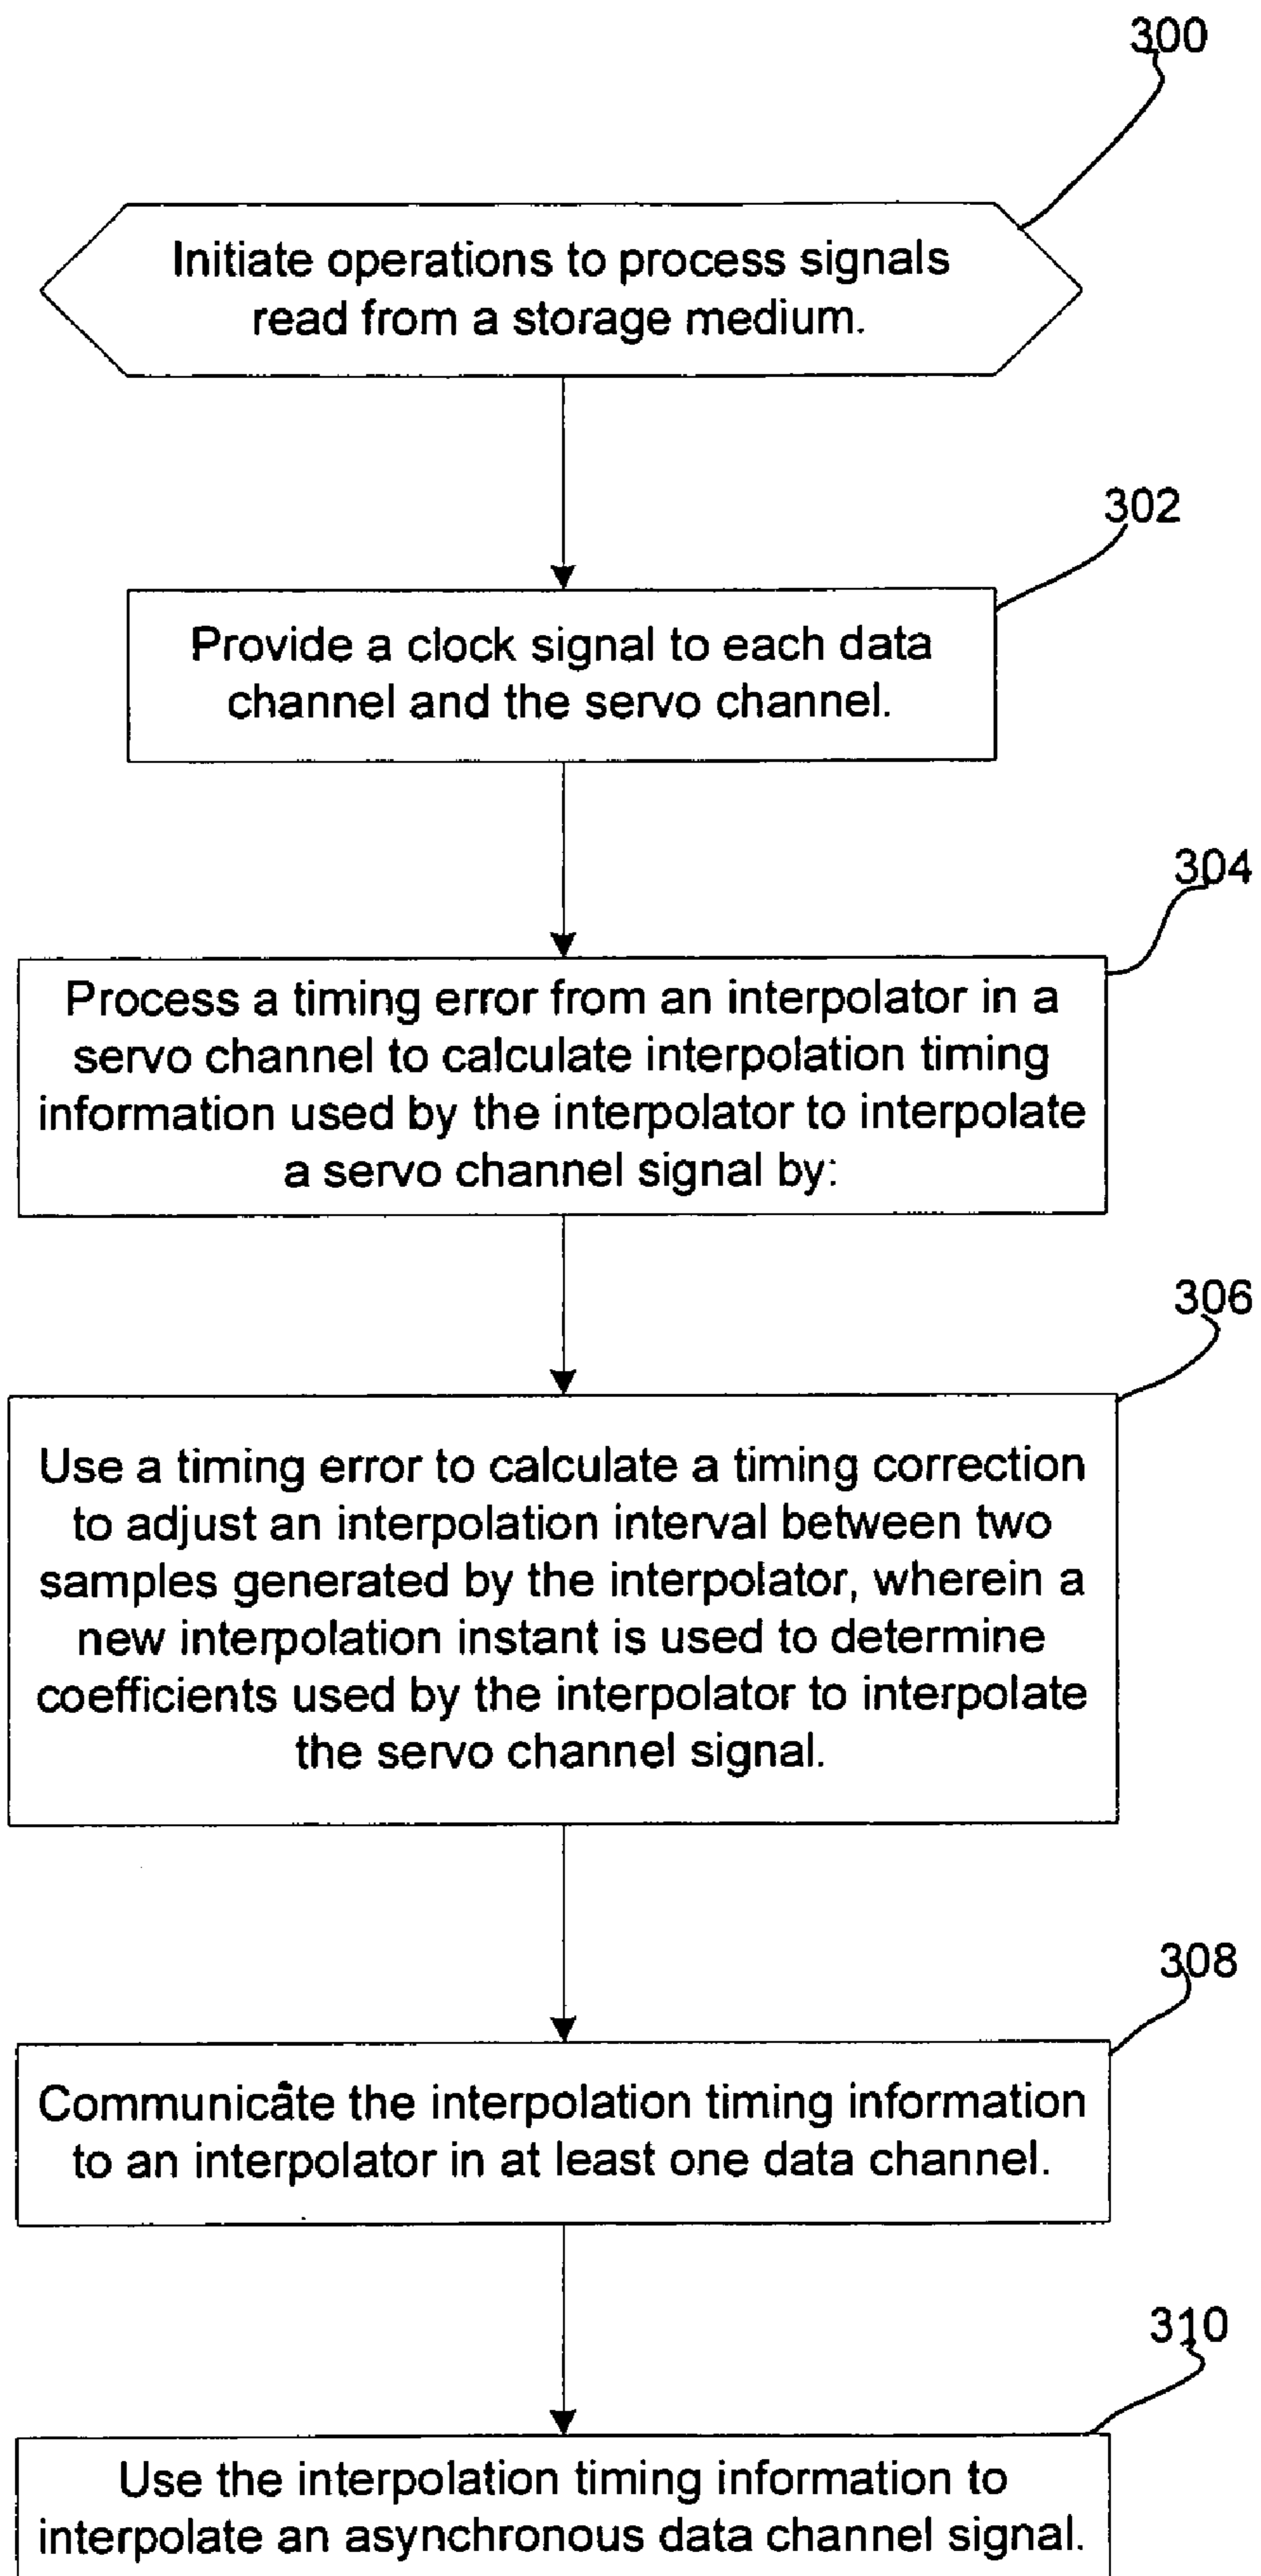 300
Initiate operations to process signals
read from a storage medium.
302
Provide a clock signal to each data
channel and the servo channel.
304
Process a timing error from an interpolator in a
servo channel to calculate interpolation timing
information used by the interpolator to interpolate
a servo channel signal by:
306
Use a timing error to calculate a timing correction
to adjust an interpolation interval between two
samples generated by the interpolator, wherein a
new interpolation instant is used to determine
coefficients used by the interpolator to interpolate
the servo channel signal.
308
Communicate the interpolation timing information
to an interpolator in at least one data channel.
310
Use the interpolation timing information to
interpolate an asynchronous data channel signal.